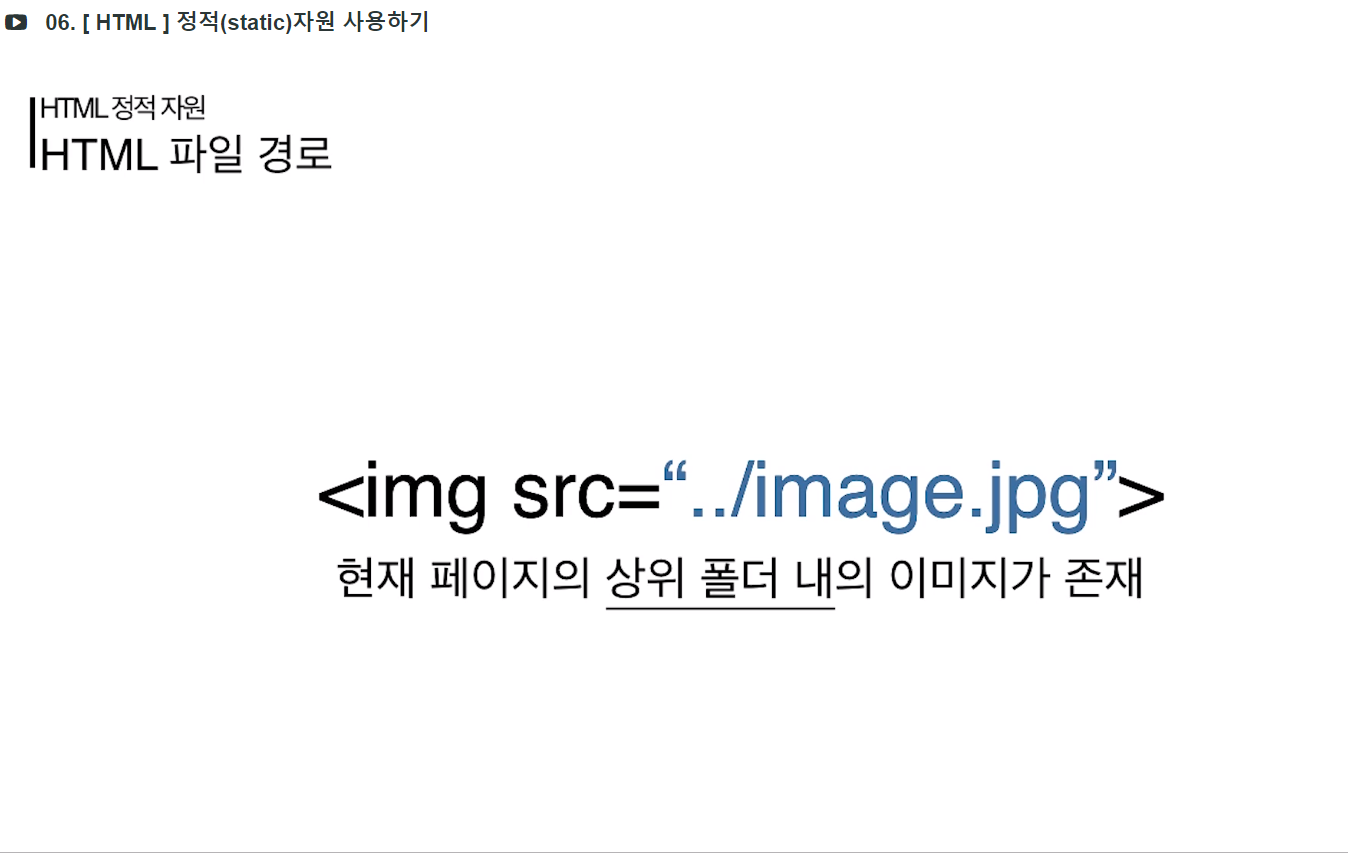 06. [ HTML ] 정적(static)자원 사용하기
HTML 정적 자원
HTML 파일 경로
<img src=“../image.jpg”>
현재 페이지의 상위 폴더 내의 이미지가 존재